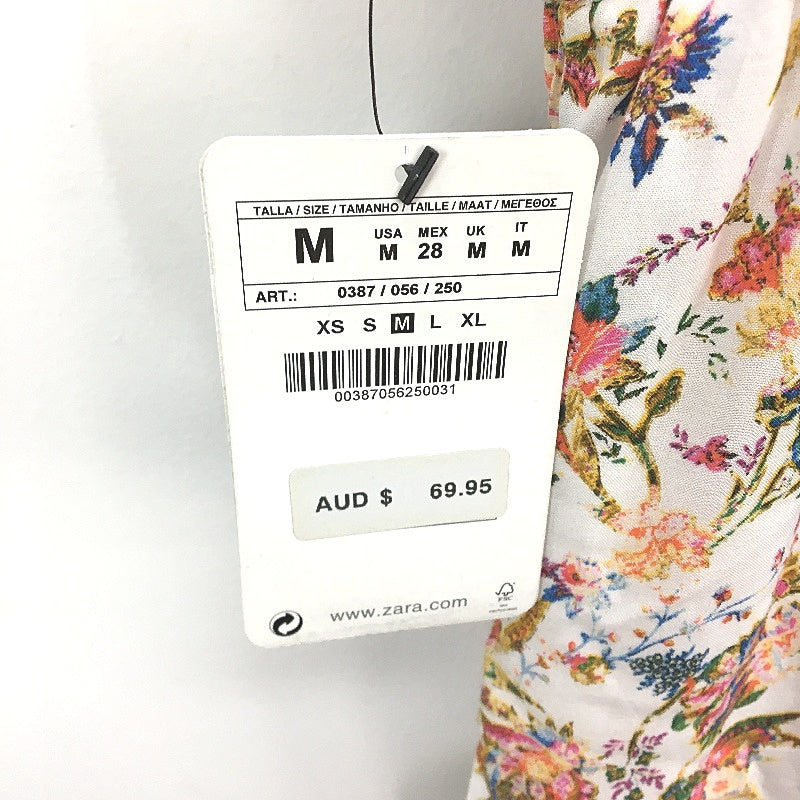 TALLA / SIZE / TAMANHO / TAILLE / MAAT / ΜΕΓΕΘΟΣ
M USA MEX UK IT
M 28 M M
ART.: 0387 / 056 / 250
XS S M L XL
00387056250031
AUD $ 69.95
www.zara.com
FSC